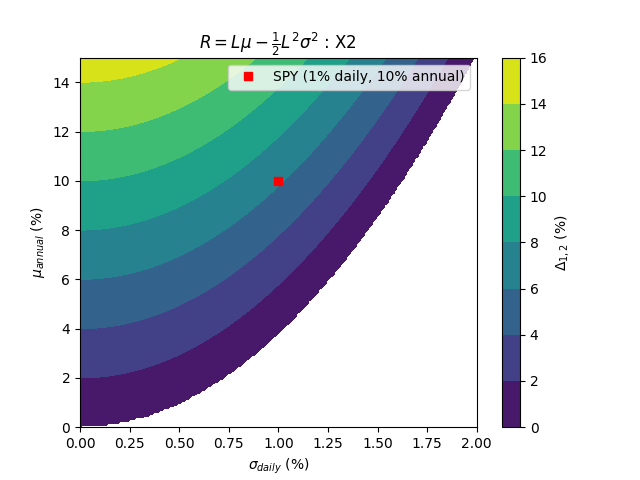 R = Lμ − ½L²σ² : X2
SPY (1% daily, 10% annual)
14
12
10
8
6
4
2
0
μannual (%)
0.00 0.25 0.50 0.75 1.00 1.25 1.50 1.75 2.00
σdaily (%)
16
14
12
10
8
6
4
2
0
Δ1,2 (%)